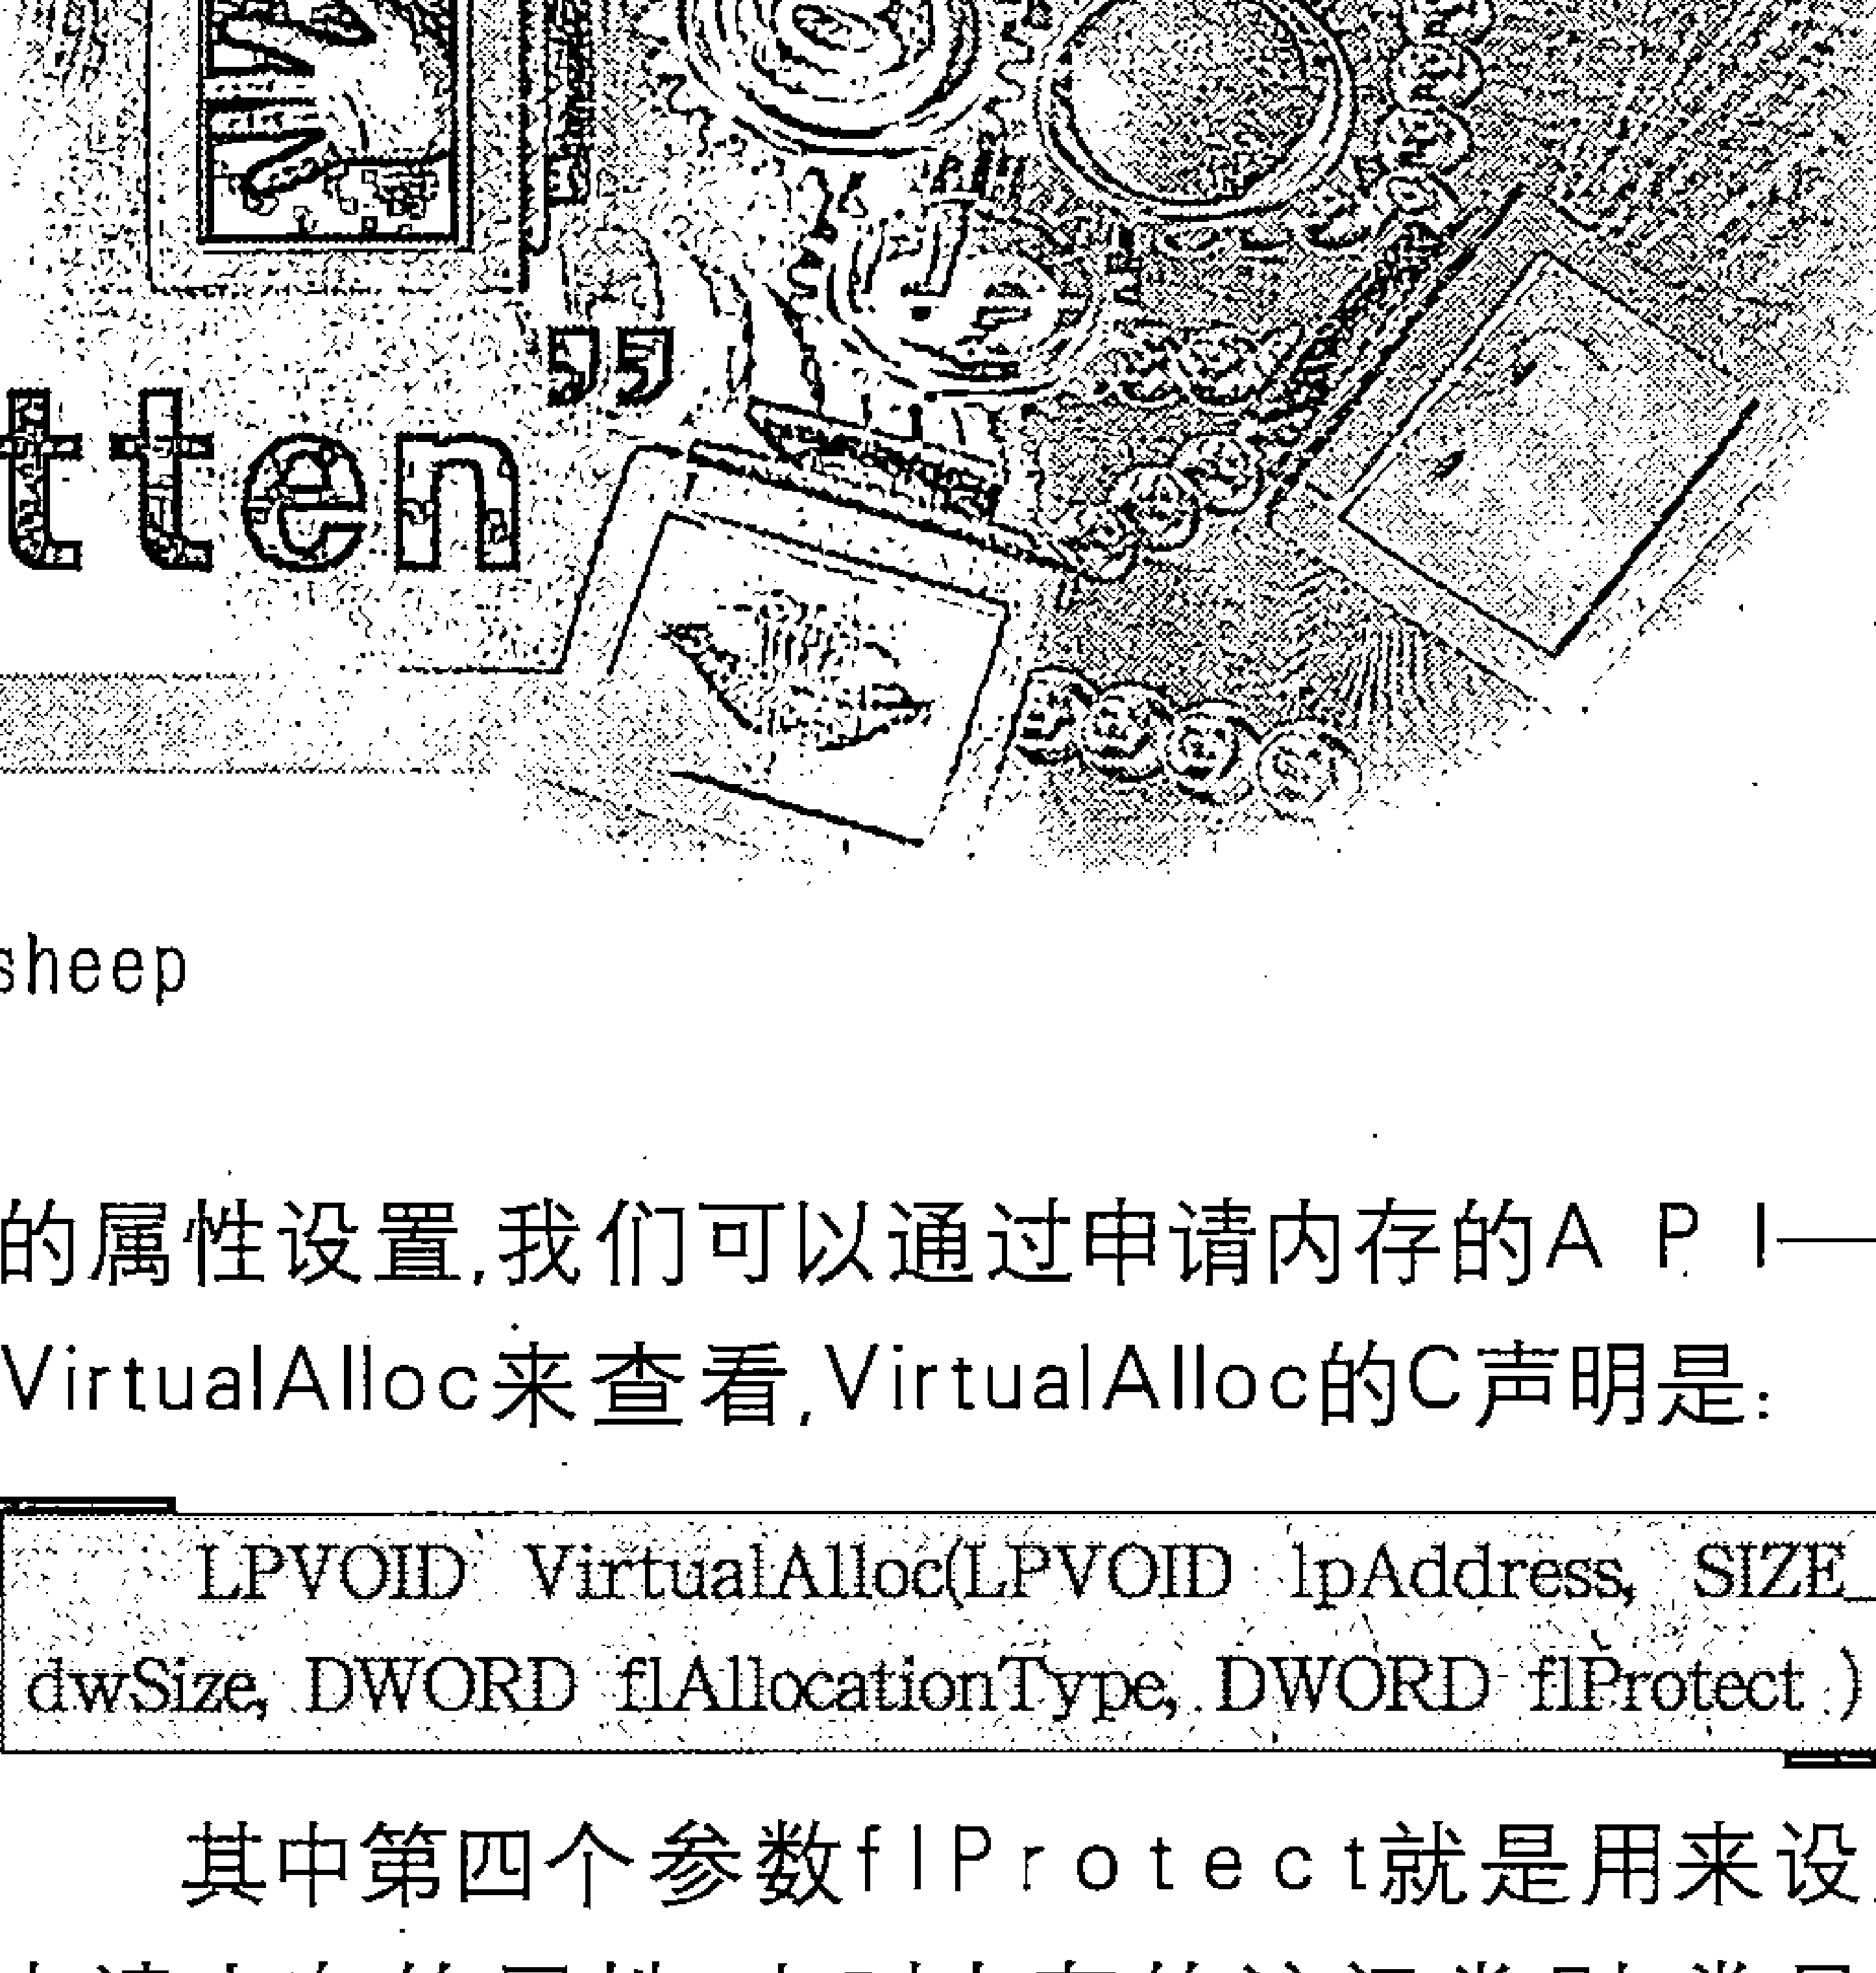 tten”
sheep
的属性设置,我们可以通过申请内存的API—
VirtualAlloc来查看,VirtualAlloc的C声明是:
LPVOID VirtualAlloc(LPVOID lpAddress, SIZE_
dwSize, DWORD flAllocationType, DWORD flProtect )
其中第四个参数flProtect就是用来设